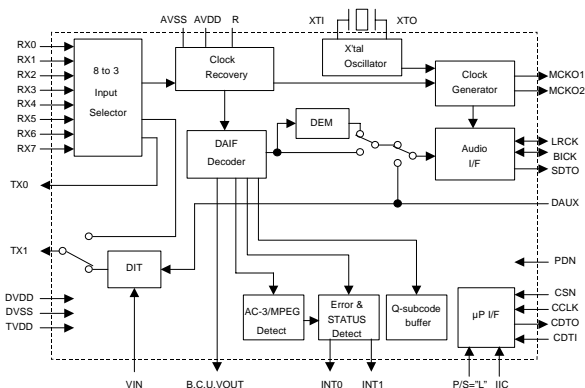 AVSS AVDD R
XTI XTO
RX0
RX1
RX2
RX3
RX4
RX5
RX6
RX7
8 to 3
Input
Selector
Clock
Recovery
X'tal
Oscillator
Clock
Generator
MCKO1
MCKO2
DAIF
Decoder
DEM
Audio
I/F
LRCK
BICK
SDTO
TX0
DAUX
TX1
DIT
PDN
DVDD
DVSS
TVDD
AC-3/MPEG
Detect
Error &
STATUS
Detect
Q-subcode
buffer
µP I/F
CSN
CCLK
CDTO
CDTI
VIN
B,C,U,VOUT
INT0 INT1
P/S="L" IIC